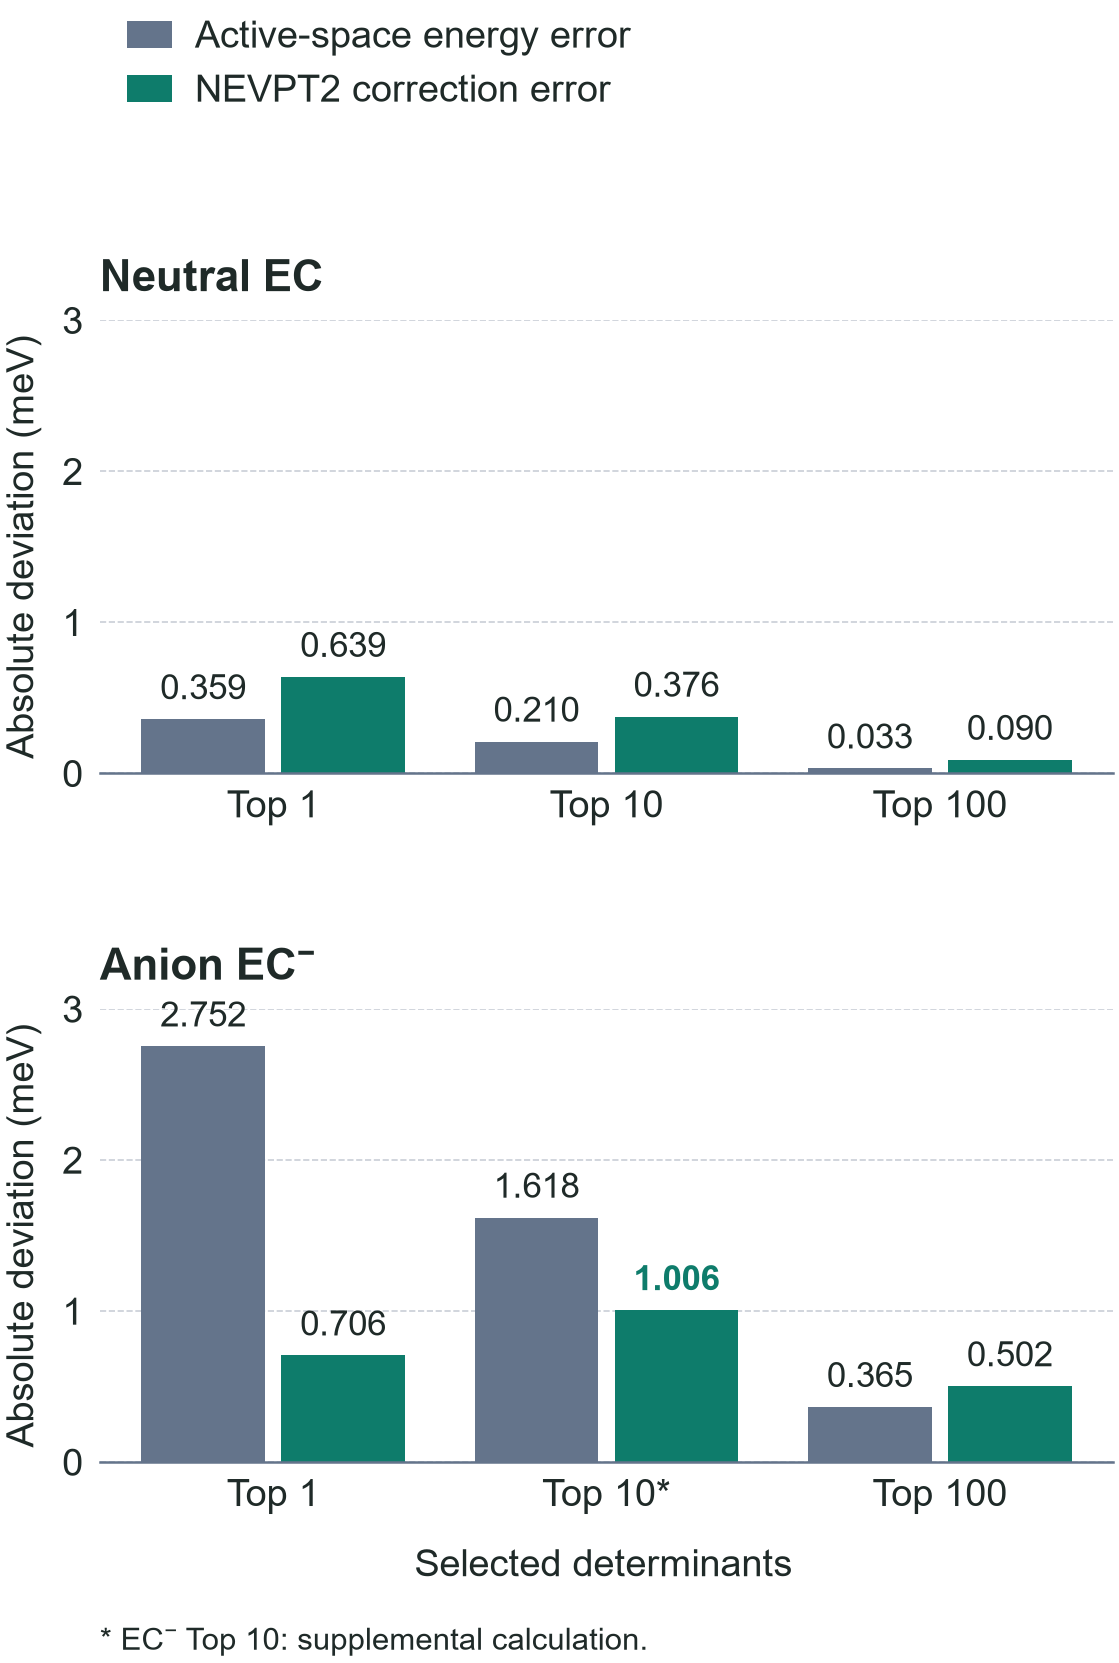 Active-space energy error
NEVPT2 correction error
Neutral EC
Absolute deviation (meV)
3
2
1
0
0.359
0.639
0.210
0.376
0.033
0.090
Top 1
Top 10
Top 100
Anion EC⁻
Absolute deviation (meV)
3
2
1
0
2.752
0.706
1.618
1.006
0.365
0.502
Top 1
Top 10*
Top 100
Selected determinants
* EC⁻ Top 10: supplemental calculation.